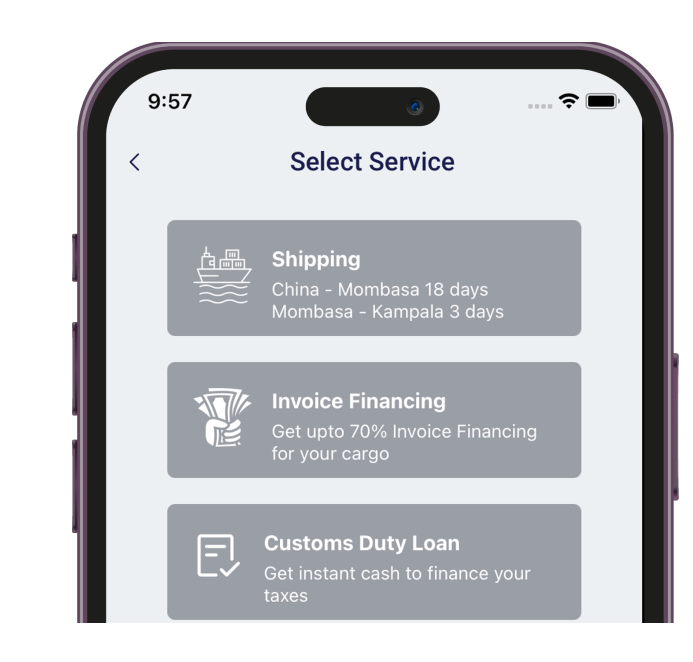 9:57
Select Service
Shipping
China - Mombasa 18 days
Mombasa - Kampala 3 days
Invoice Financing
Get upto 70% Invoice Financing
for your cargo
Customs Duty Loan
Get instant cash to finance your
taxes